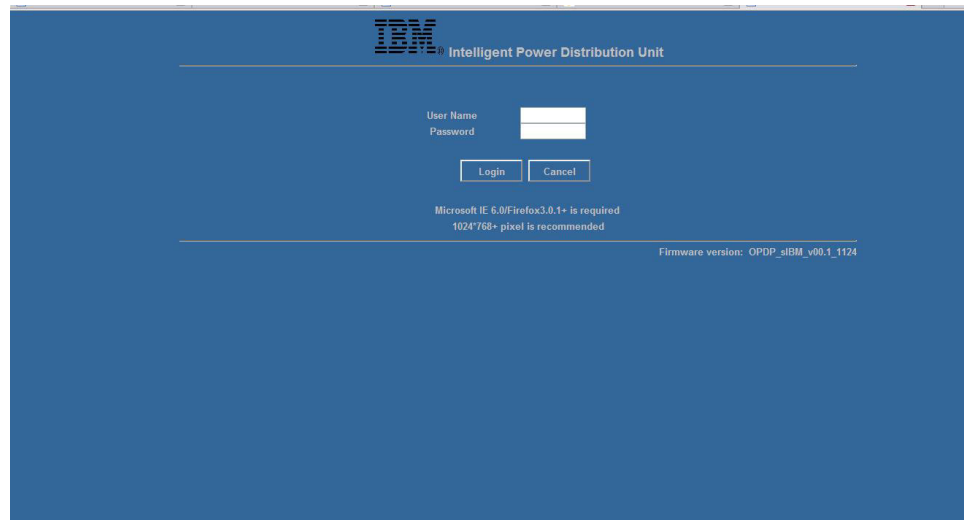 IBM® Intelligent Power Distribution Unit
User Name
Password
Login Cancel
Microsoft IE 6.0/Firefox3.0.1+ is required
1024*768+ pixel is recommended
Firmware version: OPDP_sIBM_v00.1_1124